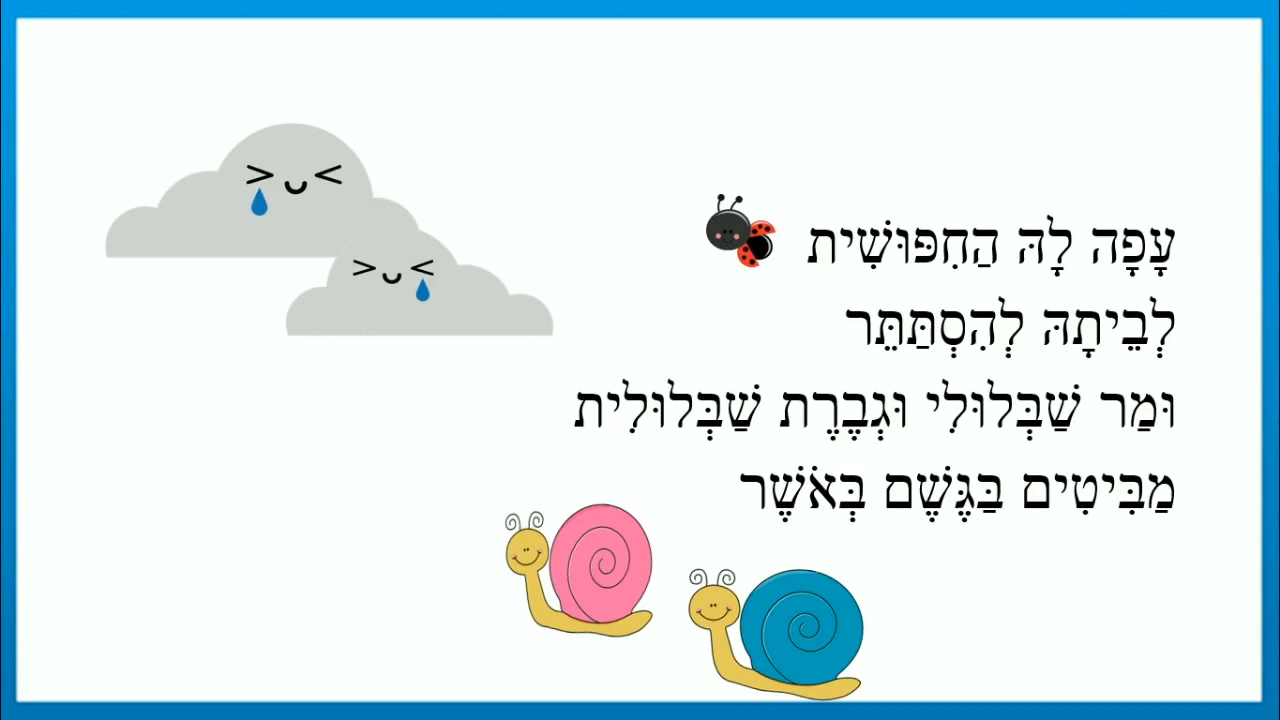 עָפָה לָהּ הַחִפּוּשִׁית
לְבֵיתָהּ לְהִסְתַּתֵּר
וּמַר שַׁבְּלוּלִי וּגְבֶרֶת שַׁבְּלוּלִית
מַבִּיטִים בַּגֶּשֶׁם בְּאֹשֶׁר